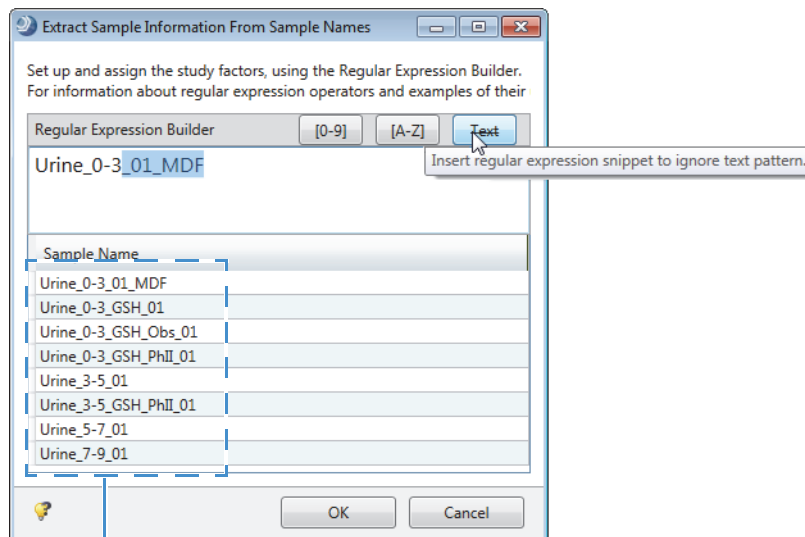 Extract Sample Information From Sample Names
Set up and assign the study factors, using the Regular Expression Builder.
For information about regular expression operators and examples of their
Regular Expression Builder [0-9] [A-Z] Text
Urine_0-3_01_MDF
Insert regular expression snippet to ignore text pattern.
Sample Name
Urine_0-3_01_MDF
Urine_0-3_GSH_01
Urine_0-3_GSH_Obs_01
Urine_0-3_GSH_PhII_01
Urine_3-5_01
Urine_3-5_GSH_PhII_01
Urine_5-7_01
Urine_7-9_01
OK Cancel